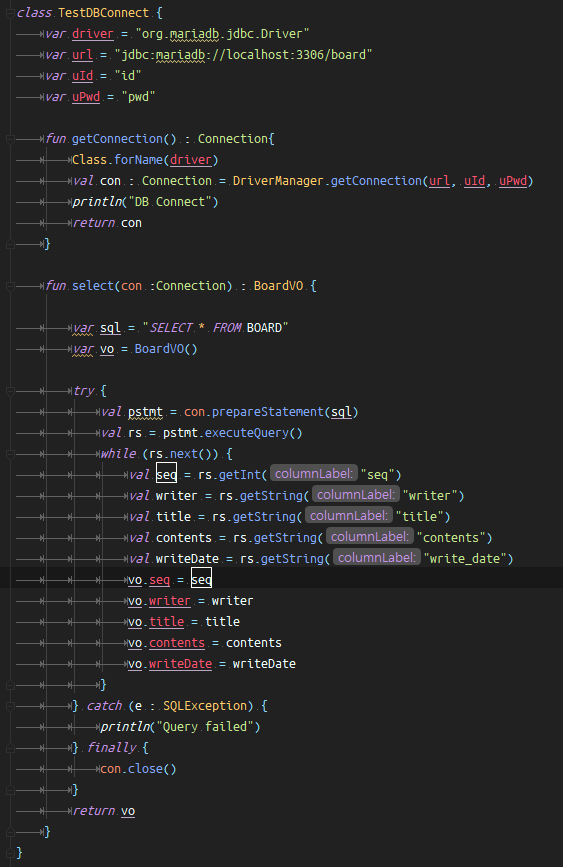 class TestDBConnect {
var driver = "org.mariadb.jdbc.Driver"
var url = "jdbc:mariadb://localhost:3306/board"
var uId = "id"
var uPwd = "pwd"
fun getConnection() : Connection{
Class.forName(driver)
val con : Connection = DriverManager.getConnection(url, uId, uPwd)
println("DB Connect")
return con
}
fun select(con :Connection) : BoardVO {
var sql = "SELECT * FROM BOARD"
var vo = BoardVO()
try {
val pstmt = con.prepareStatement(sql)
val rs = pstmt.executeQuery()
while (rs.next()) {
val seq = rs.getInt( columnLabel: "seq")
val writer = rs.getString( columnLabel: "writer")
val title = rs.getString( columnLabel: "title")
val contents = rs.getString( columnLabel: "contents")
val writeDate = rs.getString( columnLabel: "write_date")
vo.seq = seq
vo.writer = writer
vo.title = title
vo.contents = contents
vo.writeDate = writeDate
}
} catch (e : SQLException) {
println("Query failed")
} finally {
con.close()
}
return vo
}
}